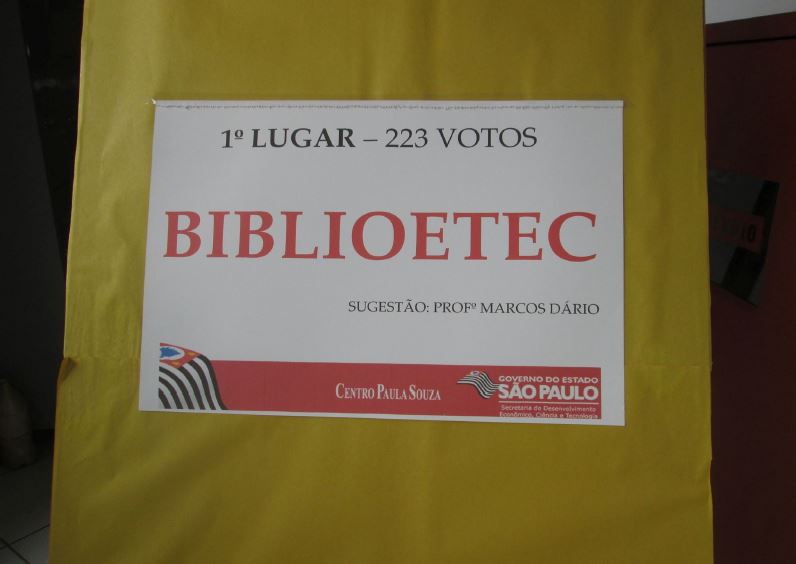 1º LUGAR – 223 VOTOS
BIBLIOETEC
SUGESTÃO: PROFº MARCOS DÁRIO
CENTRO PAULA SOUZA
GOVERNO DO ESTADO
SÃO PAULO
Secretaria de Desenvolvimento
Econômico, Ciência e Tecnologia